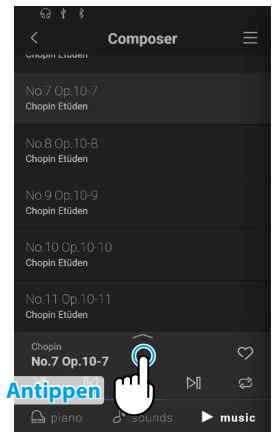 Composer
Chopin Etüden
No.7 Op.10-7
Chopin Etüden
No.8 Op.10-8
Chopin Etüden
No.9 Op.10-9
Chopin Etüden
No.10 Op.10-10
Chopin Etüden
No.11 Op.10-11
Chopin Etüden
Chopin
No.7 Op.10-7
Antippen
piano
sounds
music